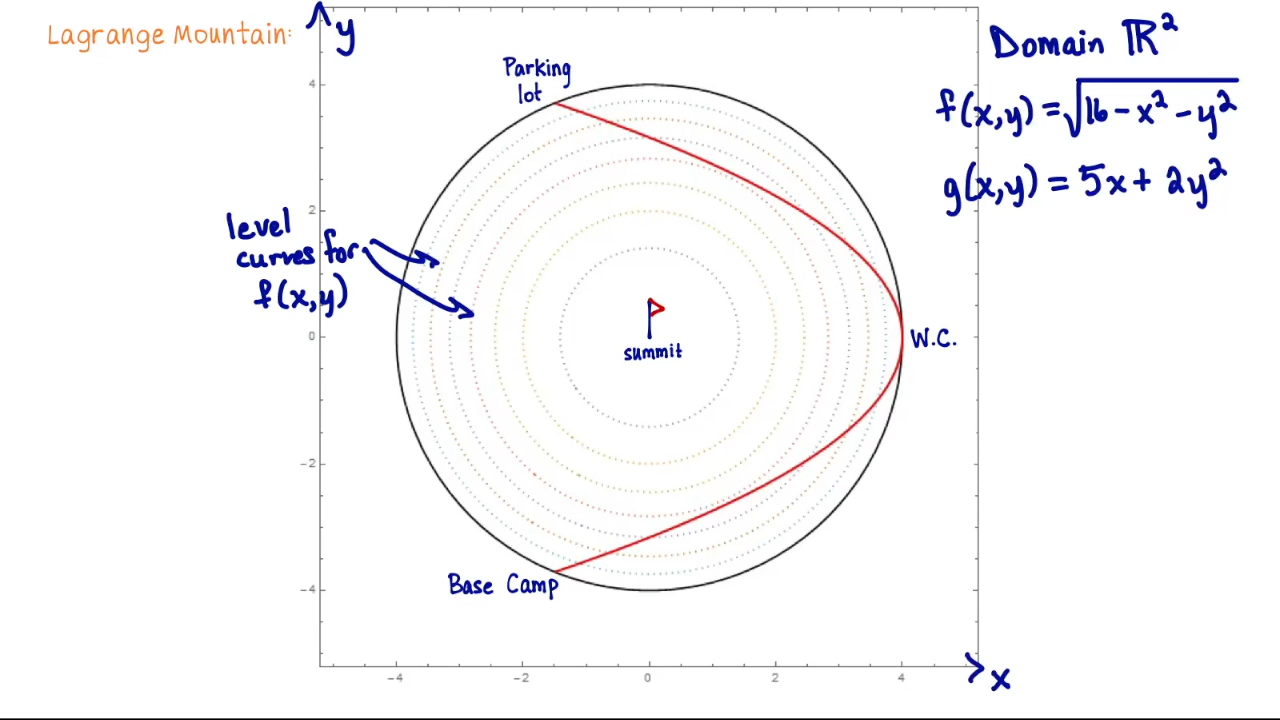 Lagrange Mountain:
y
Domain ℝ²
Parking
lot
f(x,y) = √(16 - x² - y²)
g(x,y) = 5x + 2y²
level
curves for
f(x,y)
summit
W.C.
Base Camp
4
2
0
-2
-4
-4
-2
0
2
4
x